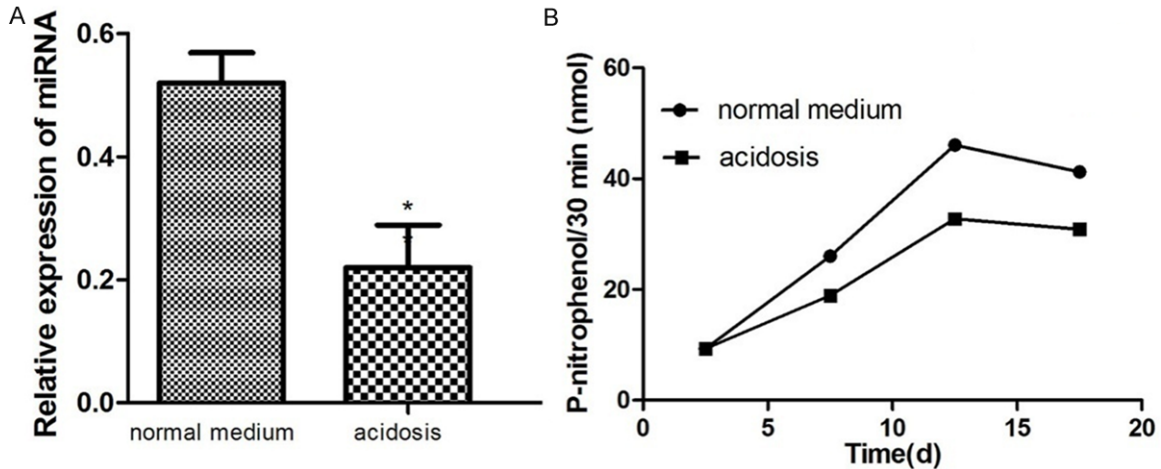 A
Relative expression of miRNA
0.6
0.4
0.2
0.0
*
*
normal medium
acidosis
B
P-nitrophenol/30 min (nmol)
60
40
20
0
normal medium
acidosis
0
5
10
15
20
Time(d)